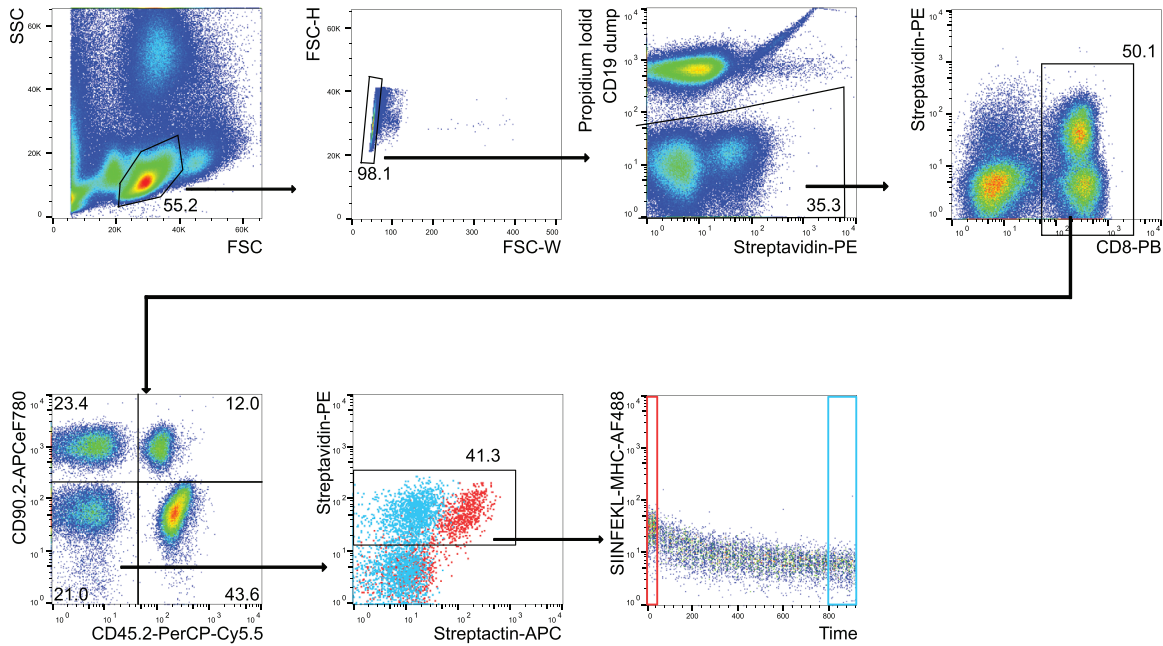 SSC
60K
40K
20K
0
0
20K
40K
60K
55.2
FSC
FSC-H
60K
40K
20K
0
0
100
200
300
400
500
98.1
FSC-W
Propidium Iodid
CD19 dump
10 4
10 3
10 2
10 1
10 0
10 0
10 1
10 2
10 3
10 4
35.3
Streptavidin-PE
Streptavidin-PE
10 4
10 3
10 2
10 1
10 0
10 0
10 1
10 2
10 3
10 4
50.1
CD8-PB
CD90.2-APCeF780
10 4
10 3
10 2
10 1
10 0
23.4
12.0
21.0
43.6
10 0
10 1
10 2
10 3
10 4
CD45.2-PerCP-Cy5.5
Streptavidin-PE
10 4
10 3
10 2
10 1
10 0
41.3
10 0
10 1
10 2
10 3
10 4
Streptactin-APC
SIINFEKL-MHC-AF488
10 4
10 3
10 2
10 1
10 0
0
200
400
600
800
Time